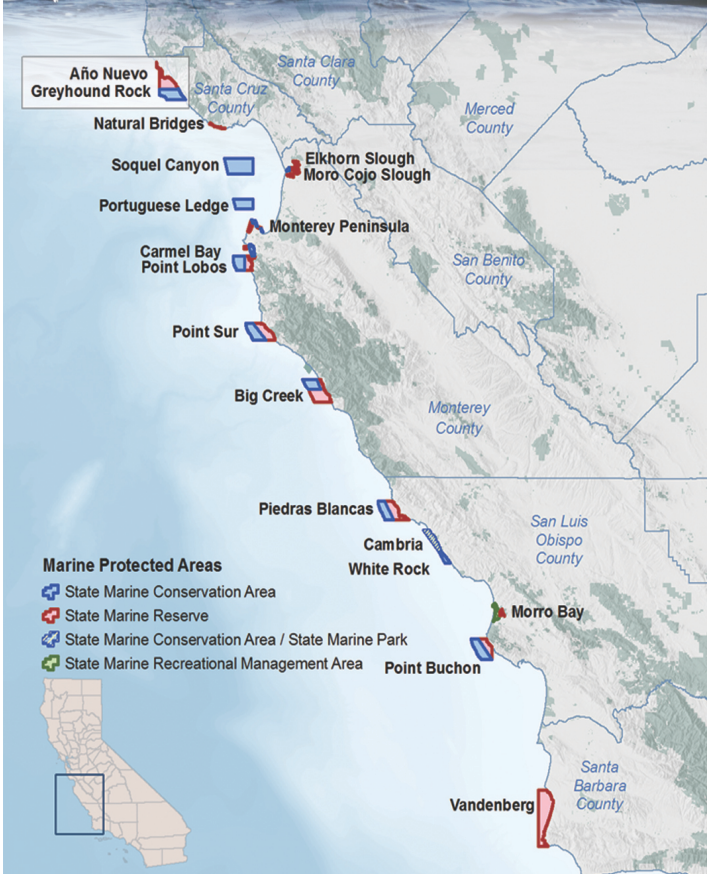 Año Nuevo
Greyhound Rock
Santa Clara
County
Santa Cruz
County
Merced
County
Natural Bridges
Soquel Canyon
Elkhorn Slough
Moro Cojo Slough
Portuguese Ledge
Monterey Peninsula
Carmel Bay
Point Lobos
San Benito
County
Point Sur
Big Creek
Monterey
County
Piedras Blancas
San Luis
Obispo
County
Cambria
White Rock
Marine Protected Areas
State Marine Conservation Area
State Marine Reserve
State Marine Conservation Area / State Marine Park
State Marine Recreational Management Area
Morro Bay
Point Buchon
Santa
Barbara
County
Vandenberg